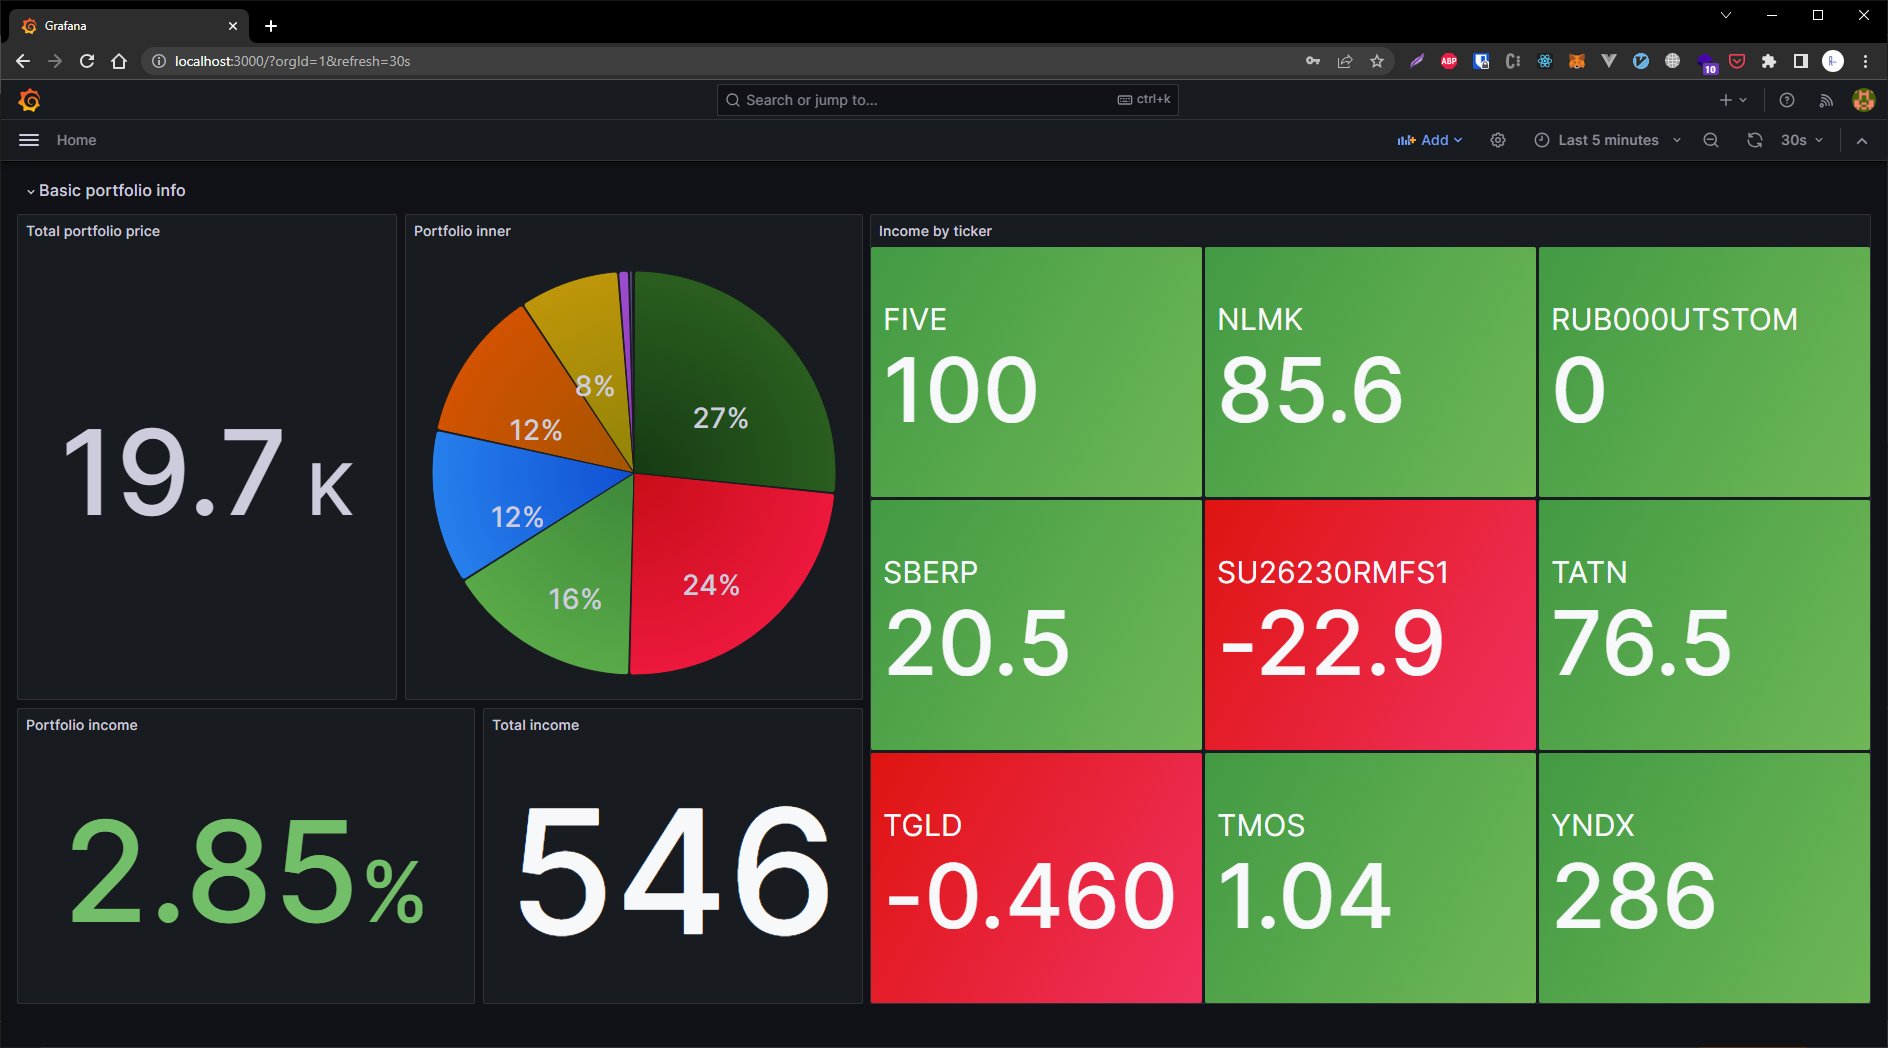 Grafana
localhost:3000/?orgId=1&refresh=30s
ABP
10
Search or jump to...
ctrl+k
Home
Add
Last 5 minutes
30s
Basic portfolio info
Total portfolio price
19.7 K
Portfolio inner
27%
24%
16%
12%
12%
8%
Portfolio income
2.85%
Total income
546
Income by ticker
FIVE
100
NLMK
85.6
RUB000UTSTOM
0
SBERP
20.5
SU26230RMFS1
-22.9
TATN
76.5
TGLD
-0.460
TMOS
1.04
YNDX
286